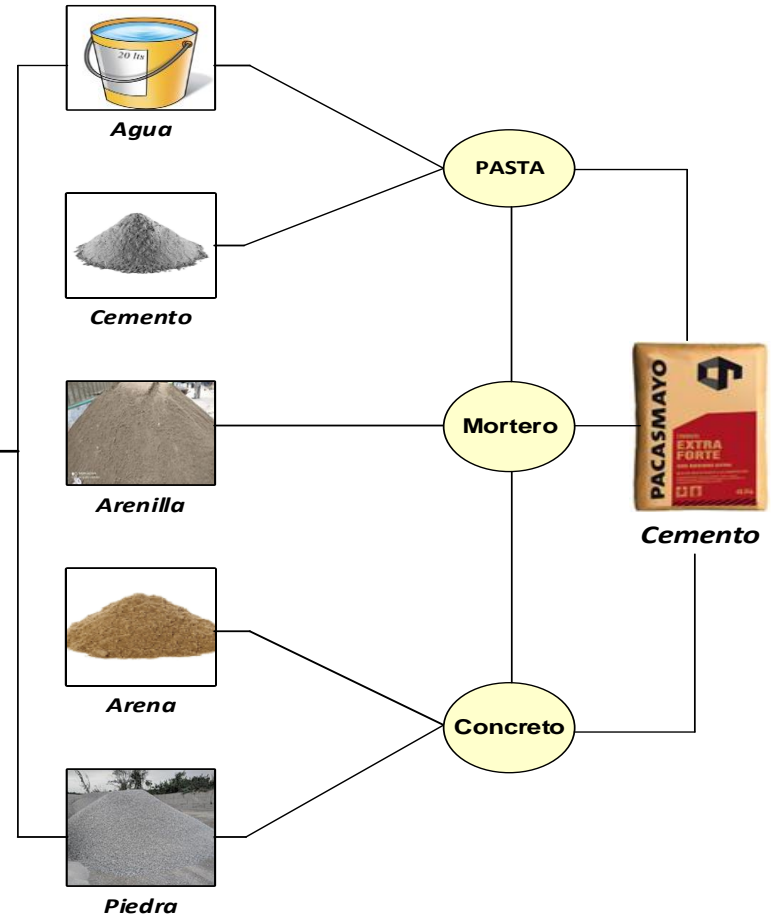 20 lts
Agua
PASTA
Cemento
PACASMAYO
EXTRA
FORTE
Mortero
Cemento
Arenilla
Arena
Concreto
Piedra